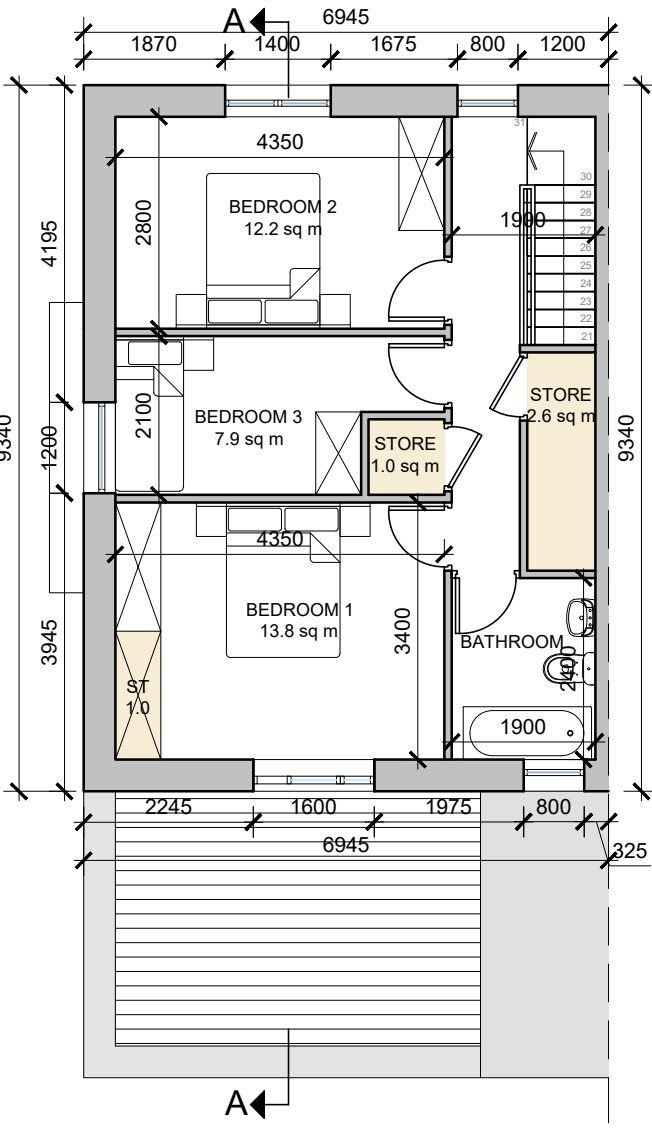 A
6945
1870
1400
1675
800
1200
31
4350
BEDROOM 2
12.2 sq m
2800
4195
1900
30
29
28
27
26
25
24
23
22
21
9340
1200
2100
BEDROOM 3
7.9 sq m
STORE
1.0 sq m
STORE
2.6 sq m
9340
4350
BEDROOM 1
13.8 sq m
3400
3945
BATHROOM
2400
ST
1.0
1900
2245
1600
1975
800
6945
325
A